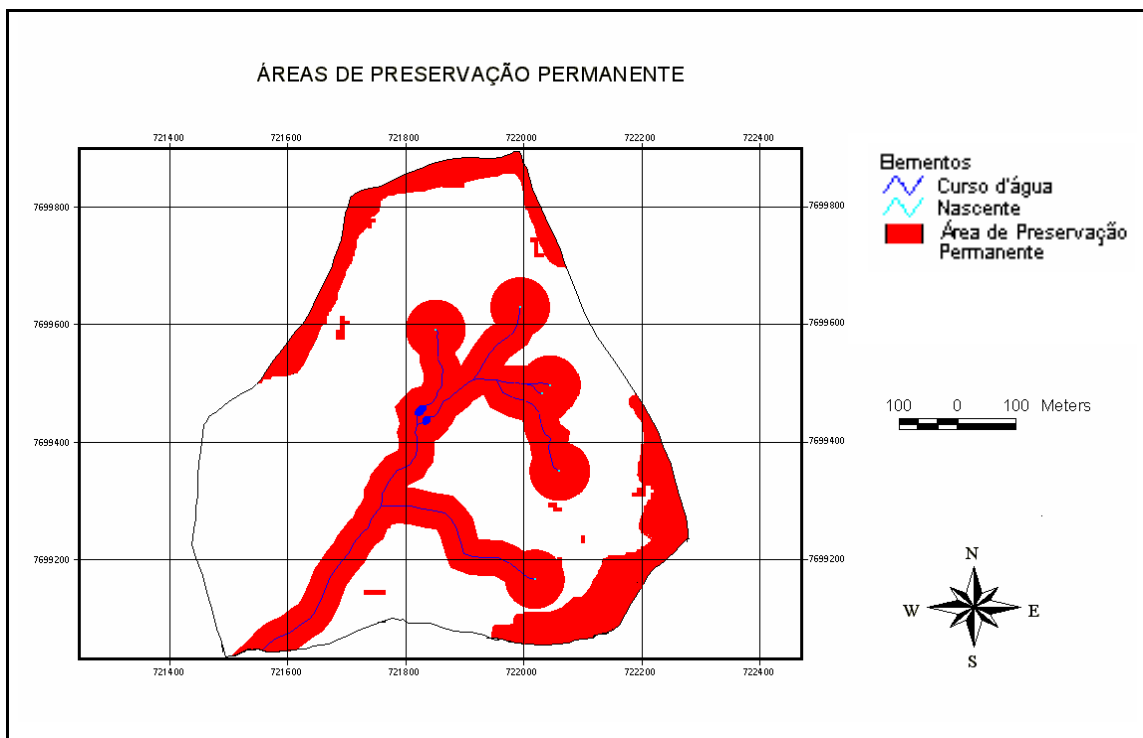 ÁREAS DE PRESERVAÇÃO PERMANENTE
721400 721600 721800 722000 722200 722400
7699800 7699800
7699600 7699600
7699400 7699400
7699200 7699200
721400 721600 721800 722000 722200 722400
Elementos
Curso d'água
Nascente
Área de Preservação
Permanente
100 0 100 Meters
N
W E
S